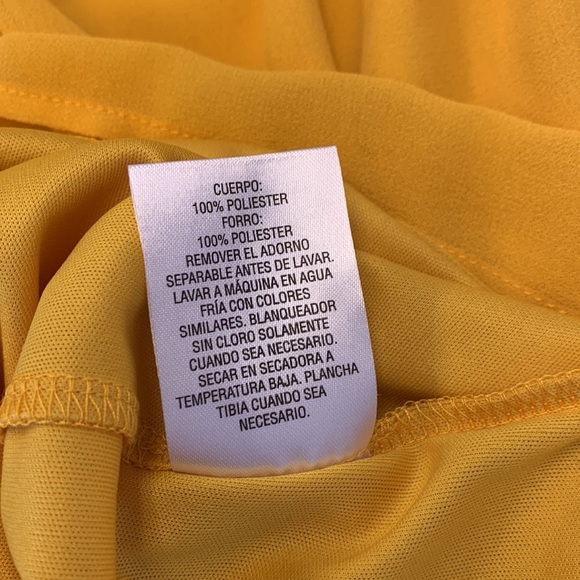 CUERPO:
100% POLIESTER
FORRO:
100% POLIESTER
REMOVER EL ADORNO
SEPARABLE ANTES DE LAVAR.
LAVAR A MÁQUINA EN AGUA
FRÍA CON COLORES
SIMILARES. BLANQUEADOR
SIN CLORO SOLAMENTE
CUANDO SEA NECESARIO.
SECAR EN SECADORA A
TEMPERATURA BAJA. PLANCHA
TIBIA CUANDO SEA
NECESARIO.